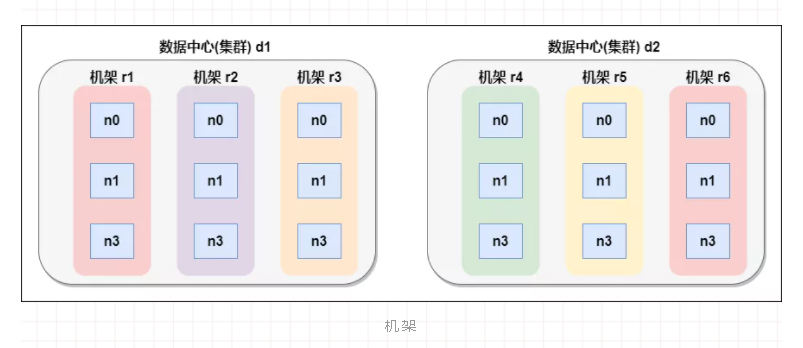 数据中心(集群) d1 数据中心(集群) d2
机架 r1 机架 r2 机架 r3 机架 r4 机架 r5 机架 r6
n0 n0 n0 n0 n0 n0
n1 n1 n1 n1 n1 n1
n3 n3 n3 n3 n3 n3
机架